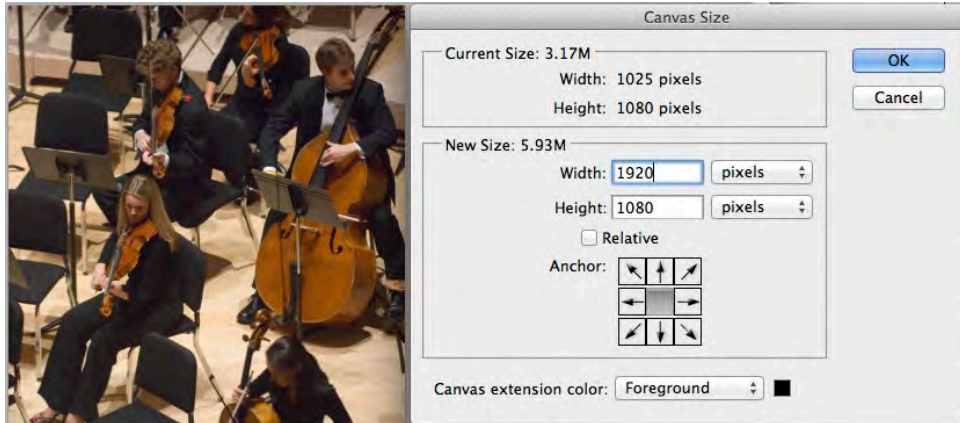 Canvas Size
Current Size: 3.17M
Width: 1025 pixels
Height: 1080 pixels
OK
Cancel
New Size: 5.93M
Width: 1920 pixels
Height: 1080 pixels
Relative
Anchor:
Canvas extension color: Foreground